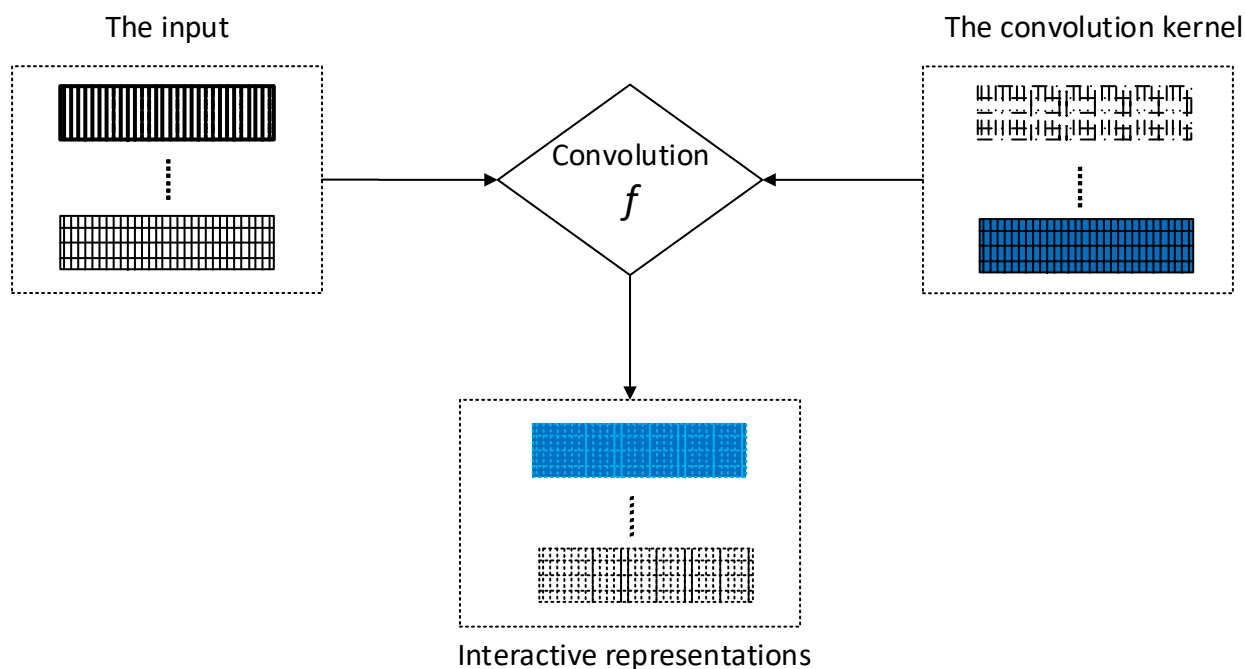 The input
The convolution kernel
Convolution
f
Interactive representations